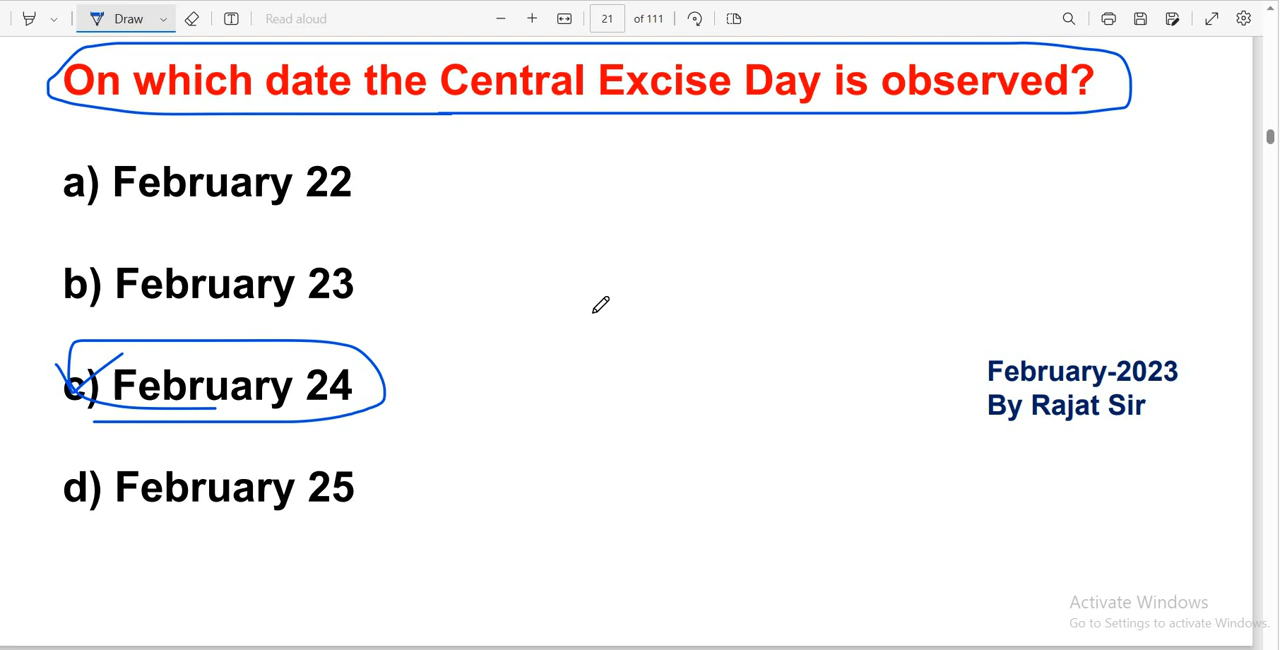 Draw
Read aloud
21 of 111
On which date the Central Excise Day is observed?
a) February 22
b) February 23
c) February 24
d) February 25
February-2023
By Rajat Sir
Activate Windows
Go to Settings to activate Windows.